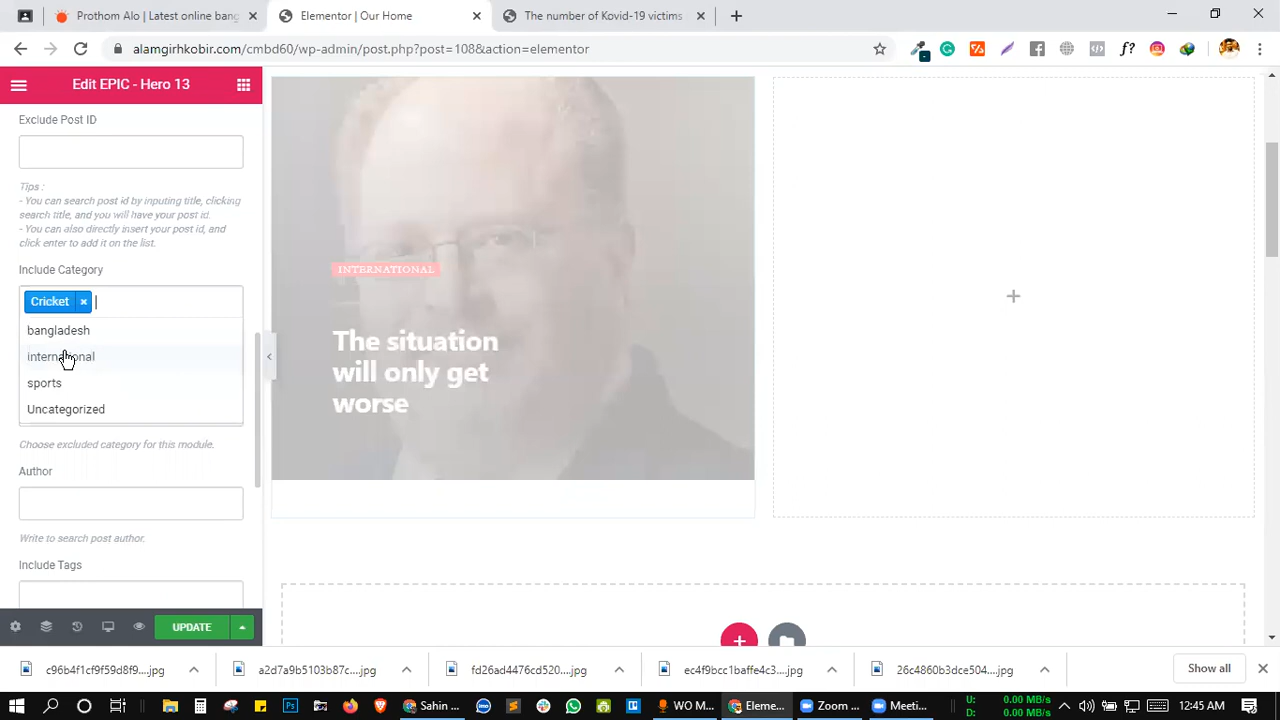 Prothom Alo | Latest online bang
Elementor | Our Home
The number of Kovid-19 victims
alamgirhkobir.com/cmbd60/wp-admin/post.php?post=108&action=elementor
Edit EPIC - Hero 13
Exclude Post ID
Tips :
- You can search post id by inputing title, clicking
search title, and you will have your post id.
- You can also directly insert your post id, and
click enter to add it on the list.
Include Category
Cricket ×
bangladesh
international
sports
Uncategorized
Choose excluded category for this module.
Author
Write to search post author.
Include Tags
UPDATE
INTERNATIONAL
The situation
will only get
worse
c96b4f1cf9f59d8f9....jpg
a2d7a9b5103b87c....jpg
fd26ad4476cd520....jpg
ec4f9bcc1baffe4c3....jpg
26c4860b3dce504....jpg
Show all
Sahin ...
WO M...
Eleme...
Zoom ...
Meeti...
U: 0.00 MB/s
D: 0.00 MB/s
12:45 AM